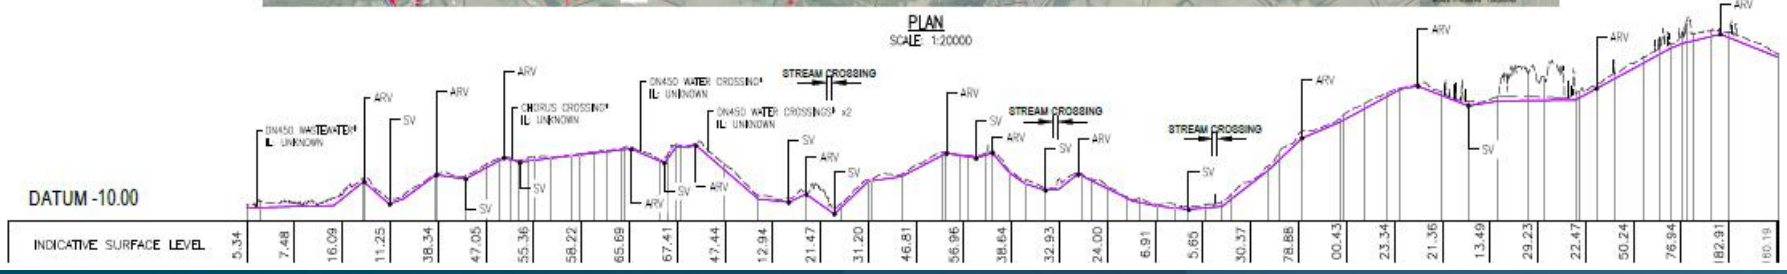 PLAN
SCALE: 1:20000
DN450 WASTEWATER*
IL: UNKNOWN
ARV
SV
ARV
SV
ARV
CHORUS CROSSING*
IL: UNKNOWN
SV
DN450 WATER CROSSING*
IL: UNKNOWN
ARV
SV
ARV
DN450 WATER CROSSINGS* x2
IL: UNKNOWN
STREAM CROSSING
SV
ARV
SV
ARV
SV
ARV
STREAM CROSSING
SV
ARV
STREAM CROSSING
SV
ARV
ARV
SV
ARV
ARV
DATUM -10.00
INDICATIVE SURFACE LEVEL
5.34
7.48
16.09
11.25
38.34
47.05
55.36
58.22
65.69
67.41
47.44
12.94
21.47
31.20
46.81
56.96
38.64
32.93
24.00
6.91
5.65
30.37
78.88
00.43
23.34
21.36
13.49
29.23
22.47
50.24
76.94
182.91
160.19